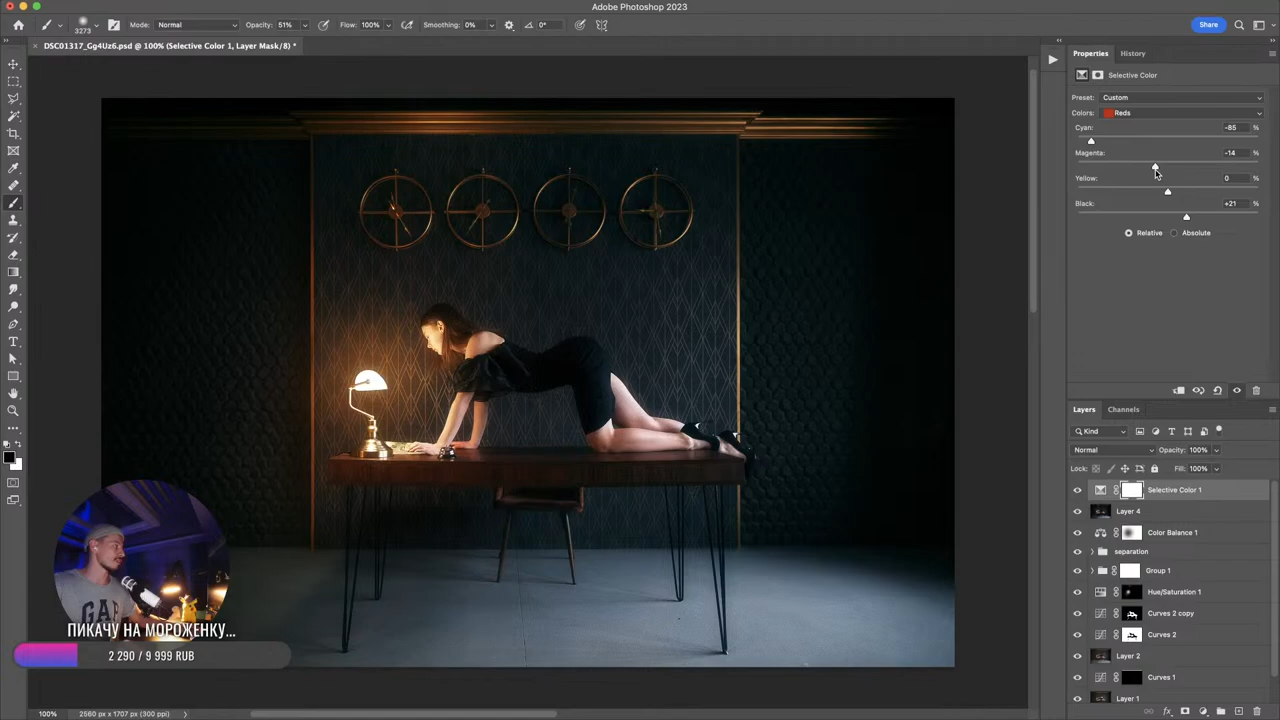 Adobe Photoshop 2023
Mode: Normal Opacity: 51% Flow: 100% Smoothing: 0% 0° Share
3273
DSC01317_Gg4Uz6.psd @ 100% (Selective Color 1, Layer Mask/8) *
Properties History
Selective Color
Preset: Custom
Colors: Reds
Cyan: -85 %
Magenta: -14 %
Yellow: 0 %
Black: +21 %
Relative Absolute
Layers Channels
Kind
Normal Opacity: 100%
Lock: Fill: 100%
Selective Color 1
Layer 4
Color Balance 1
separation
Group 1
Hue/Saturation 1
Curves 2 copy
Curves 2
Layer 2
Curves 1
Layer 1
GAP
ПИКАЧУ НА МОРОЖЕНКУ...
2 290 / 9 999 RUB
100% 2560 px x 1707 px (300 ppi)